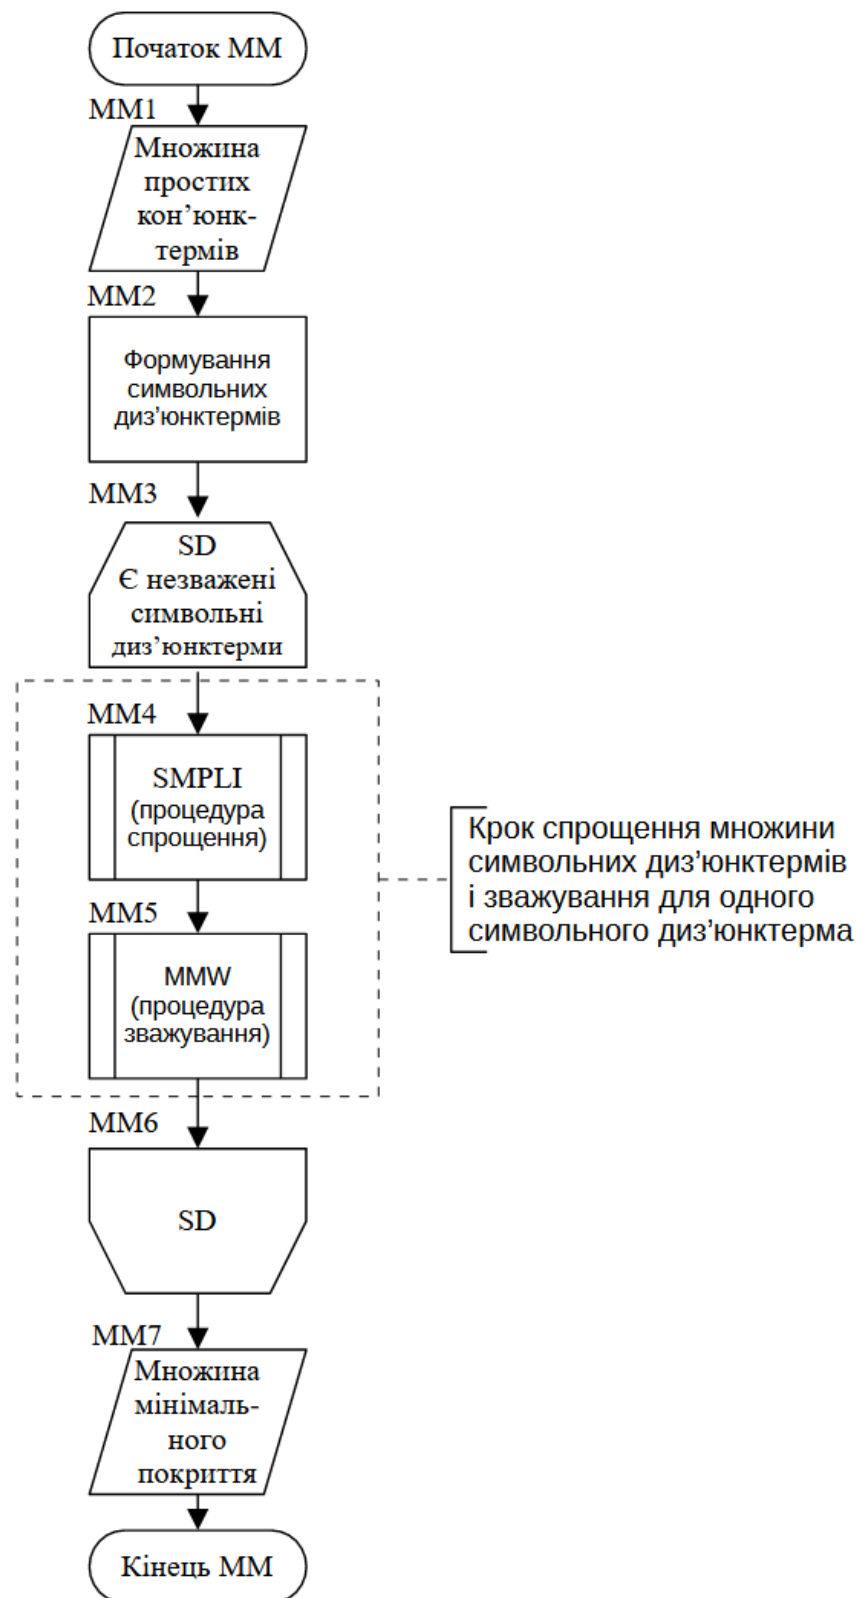 Початок ММ
ММ1
Множина
простих
кон’юнк-
термів
ММ2
Формування
символьних
диз’юнктермів
ММ3
SD
Є незважені
символьні
диз’юнктерми
ММ4
SMPLI
(процедура
спрощення)
ММ5
MMW
(процедура
зважування)
Крок спрощення множини
символьних диз’юнктермів
і зважування для одного
символьного диз’юнктерма
ММ6
SD
ММ7
Множина
мінімаль-
ного
покриття
Кінець ММ